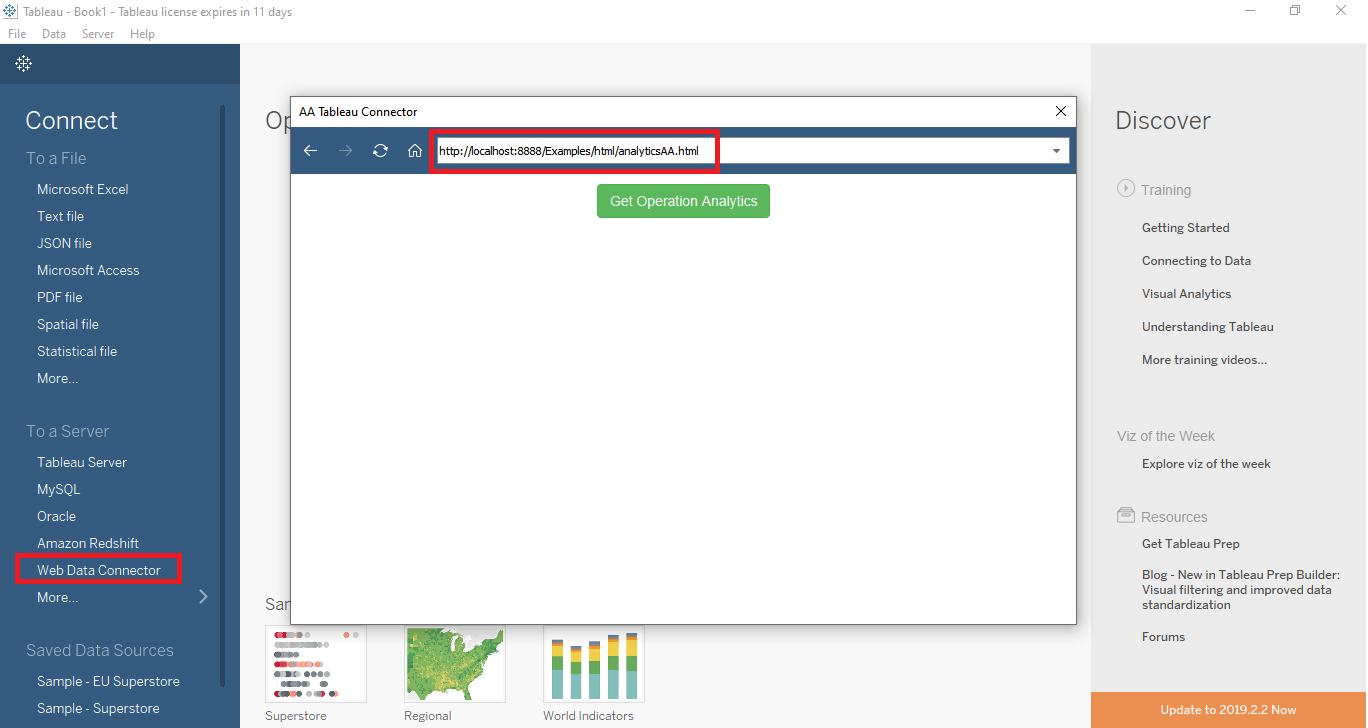 Tableau - Book1 - Tableau license expires in 11 days
File Data Server Help
Connect
To a File
Microsoft Excel
Text file
JSON file
Microsoft Access
PDF file
Spatial file
Statistical file
More...
To a Server
Tableau Server
MySQL
Oracle
Amazon Redshift
Web Data Connector
More...
Saved Data Sources
Sample - EU Superstore
Sample - Superstore
AA Tableau Connector
http://localhost:8888/Examples/html/analyticsAA.html
Get Operation Analytics
Superstore
Regional
World Indicators
Discover
Training
Getting Started
Connecting to Data
Visual Analytics
Understanding Tableau
More training videos...
Viz of the Week
Explore viz of the week
Resources
Get Tableau Prep
Blog - New in Tableau Prep Builder:
Visual filtering and improved data
standardization
Forums
Update to 2019.2.2 Now